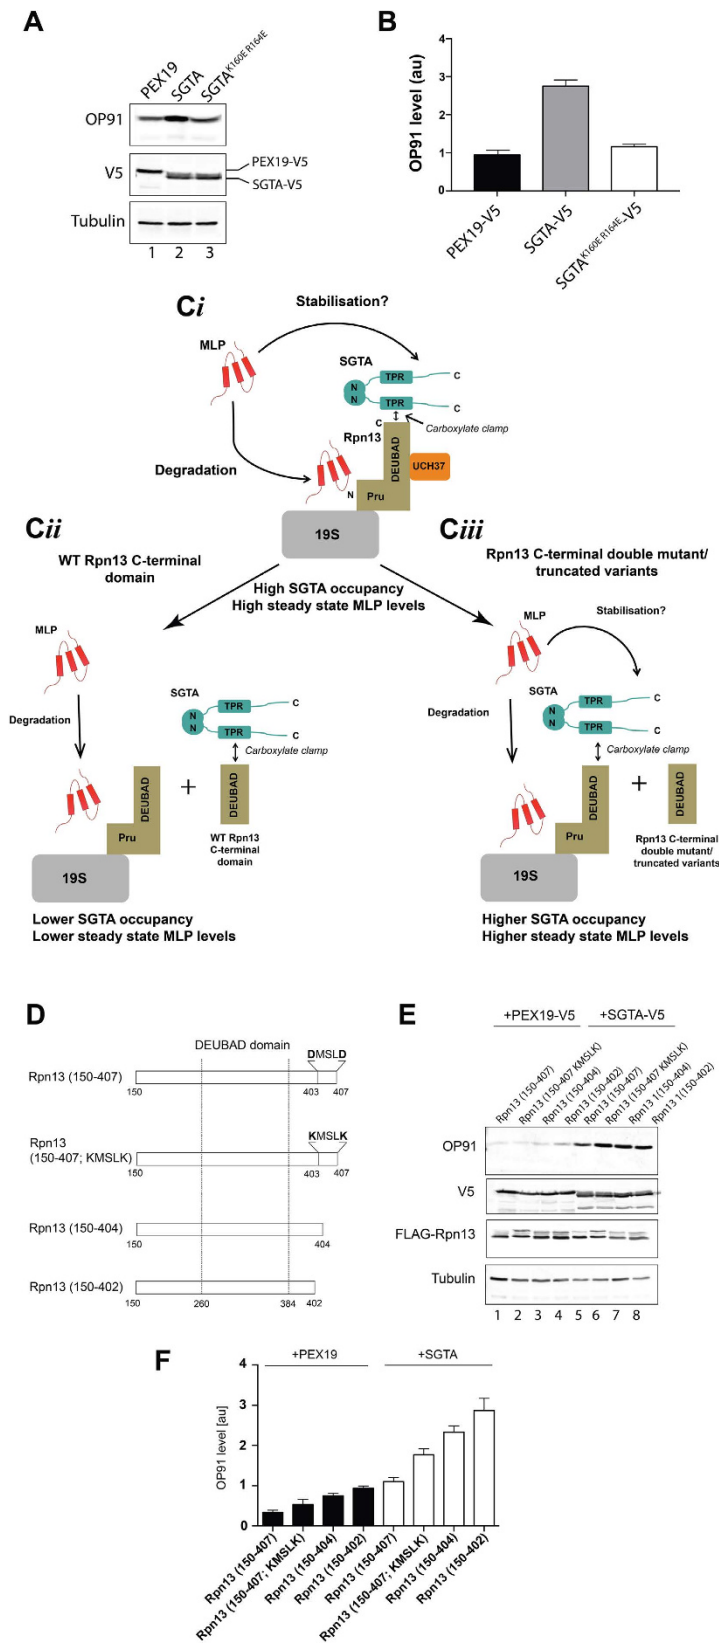 A
PEX19
SGTA
SGTA^K160E R164E
OP91
V5
PEX19-V5
SGTA-V5
Tubulin
1 2 3
B
OP91 level (au)
4
3
2
1
0
PEX19-V5
SGTA-V5
SGTA^K160E R164E-V5
Ci
Stabilisation?
MLP
SGTA
N
N
TPR
TPR
C
C
Carboxylate clamp
C
Rpn13
DEUBAD
UCH37
Degradation
N
Pru
19S
Cii
WT Rpn13 C-terminal
domain
High SGTA occupancy
High steady state MLP levels
Ciii
Rpn13 C-terminal double mutant/
truncated variants
MLP
Degradation
SGTA
N
N
TPR
TPR
C
C
Carboxylate clamp
DEUBAD
+
DEUBAD
Pru
WT Rpn13
C-terminal
domain
19S
Lower SGTA occupancy
Lower steady state MLP levels
MLP
Stabilisation?
SGTA
N
N
TPR
TPR
C
C
Degradation
Carboxylate clamp
DEUBAD
+
DEUBAD
Pru
Rpn13 C-terminal
double mutant/
truncated variants
19S
Higher SGTA occupancy
Higher steady state MLP levels
D
DEUBAD domain
DMSLD
Rpn13 (150-407)
150
403
407
KMSLK
Rpn13
(150-407; KMSLK)
150
403
407
Rpn13 (150-404)
150
404
Rpn13 (150-402)
150
260
384
402
E
+PEX19-V5
+SGTA-V5
Rpn13 (150-407)
Rpn13 (150-407 KMSLK)
Rpn13 (150-404)
Rpn13 (150-402)
Rpn13 (150-407)
Rpn13 (150-407 KMSLK)
Rpn13 1(150-404)
Rpn13 1(150-402)
OP91
V5
FLAG-Rpn13
Tubulin
1 2 3 4 5 6 7 8
F
+PEX19
+SGTA
OP91 level [au]
4
3
2
1
0
Rpn13 (150-407)
Rpn13 (150-407; KMSLK)
Rpn13 (150-404)
Rpn13 (150-402)
Rpn13 (150-407)
Rpn13 (150-407; KMSLK)
Rpn13 (150-404)
Rpn13 (150-402)